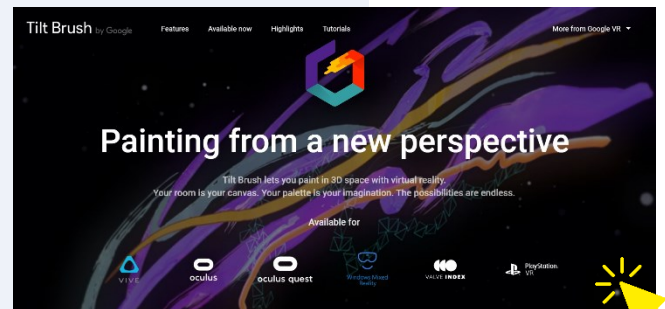 Tilt Brush by Google
Features Available now Highlights Tutorials
More from Google VR
Painting from a new perspective
Tilt Brush lets you paint in 3D space with virtual reality.
Your room is your canvas. Your palette is your imagination. The possibilities are endless.
Available for
VIVE
oculus
oculus quest
Windows Mixed
Reality
VALVE INDEX
PlayStation
VR